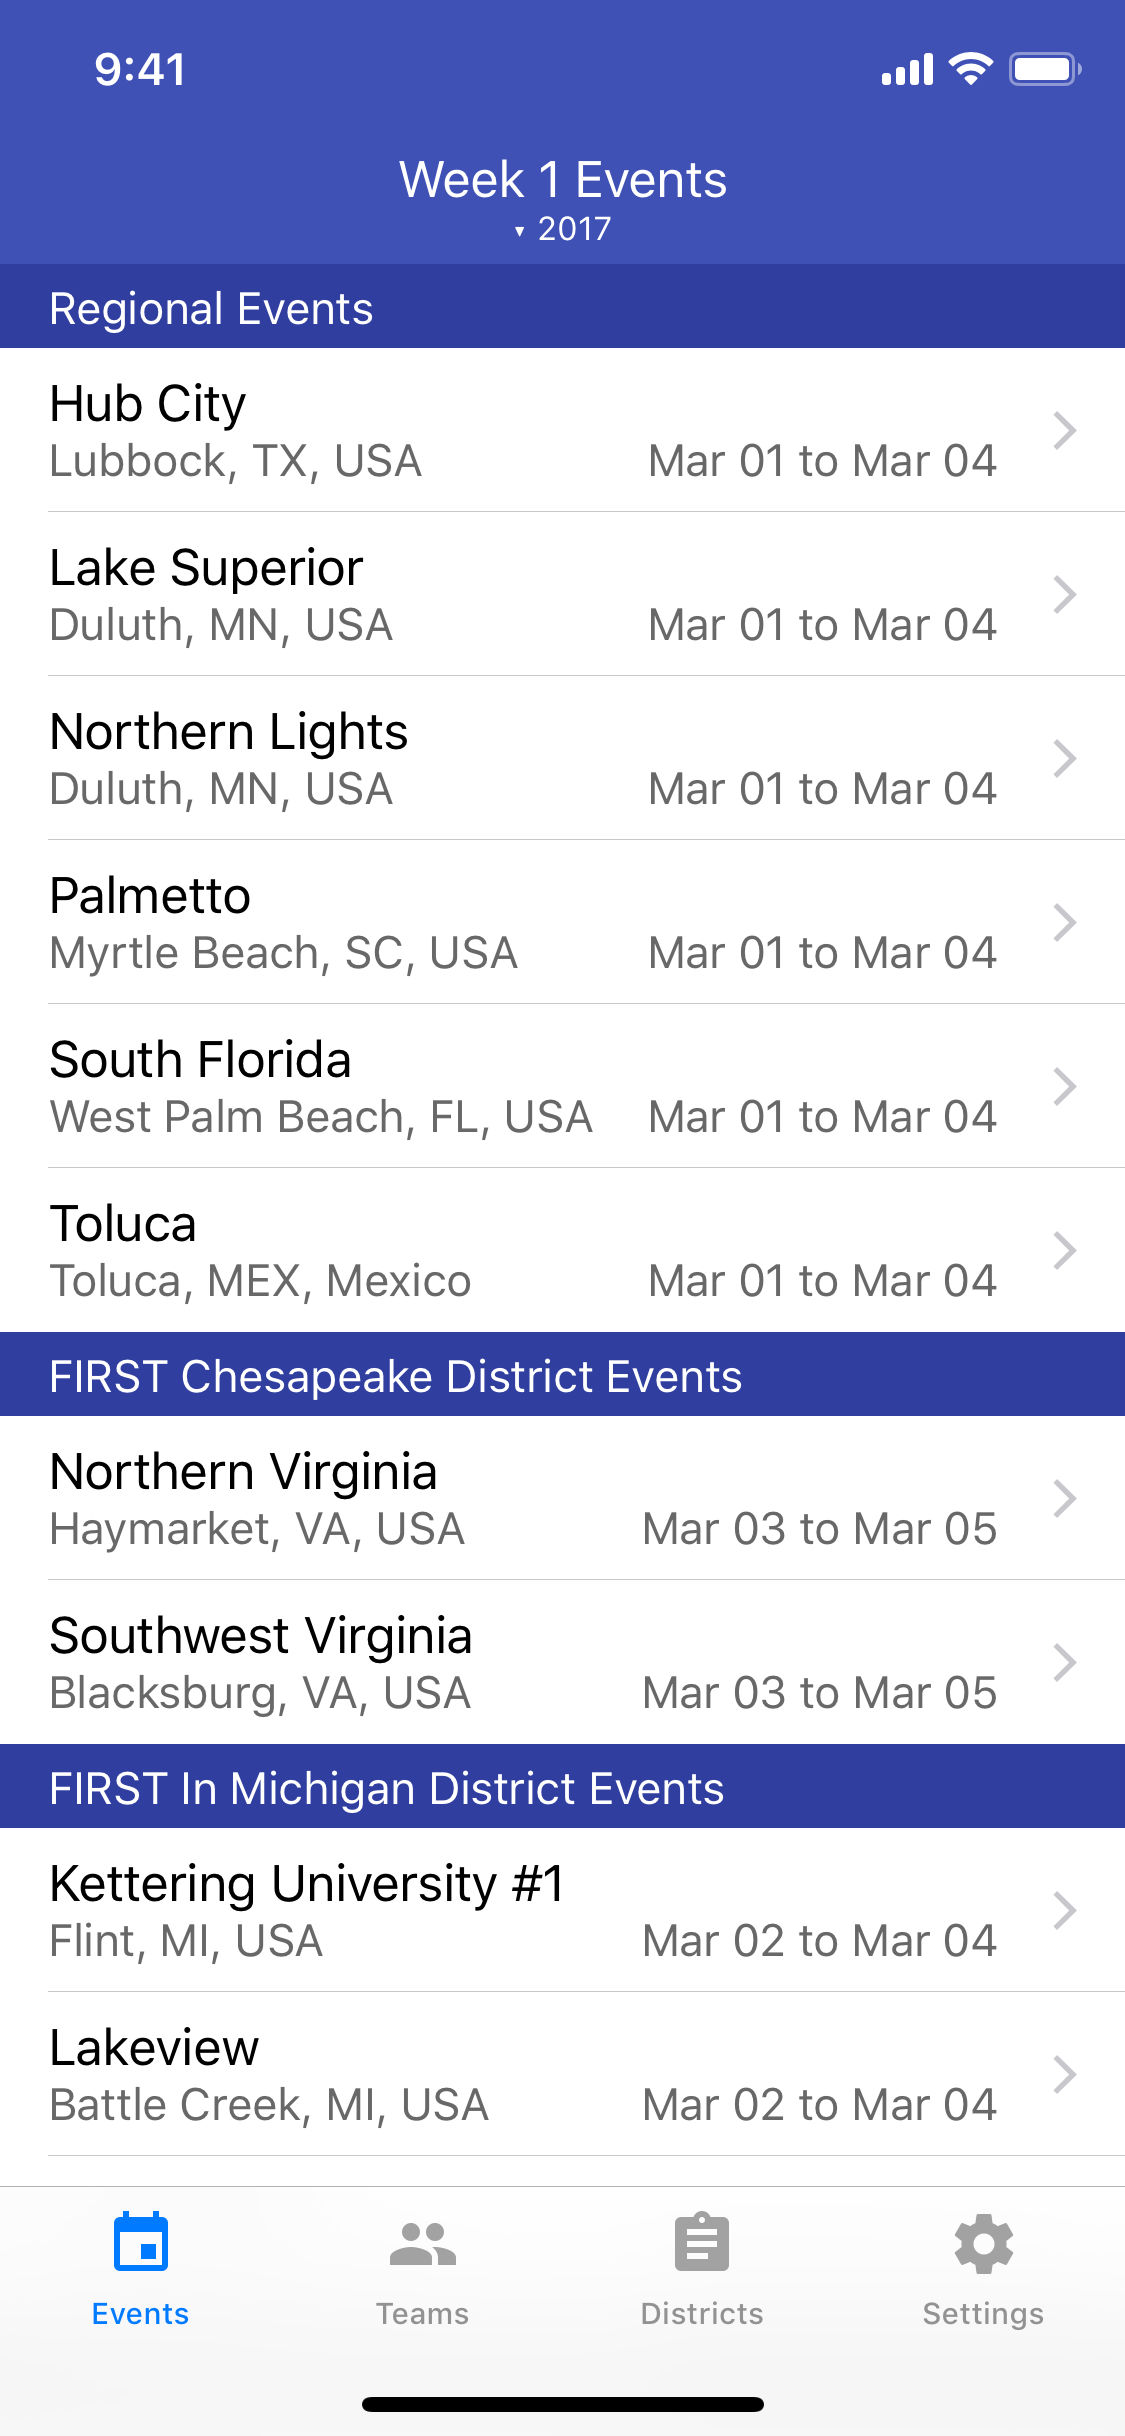 9:41
Week 1 Events
▾ 2017
Regional Events
Hub City
Lubbock, TX, USA Mar 01 to Mar 04
Lake Superior
Duluth, MN, USA Mar 01 to Mar 04
Northern Lights
Duluth, MN, USA Mar 01 to Mar 04
Palmetto
Myrtle Beach, SC, USA Mar 01 to Mar 04
South Florida
West Palm Beach, FL, USA Mar 01 to Mar 04
Toluca
Toluca, MEX, Mexico Mar 01 to Mar 04
FIRST Chesapeake District Events
Northern Virginia
Haymarket, VA, USA Mar 03 to Mar 05
Southwest Virginia
Blacksburg, VA, USA Mar 03 to Mar 05
FIRST In Michigan District Events
Kettering University #1
Flint, MI, USA Mar 02 to Mar 04
Lakeview
Battle Creek, MI, USA Mar 02 to Mar 04
Events Teams Districts Settings